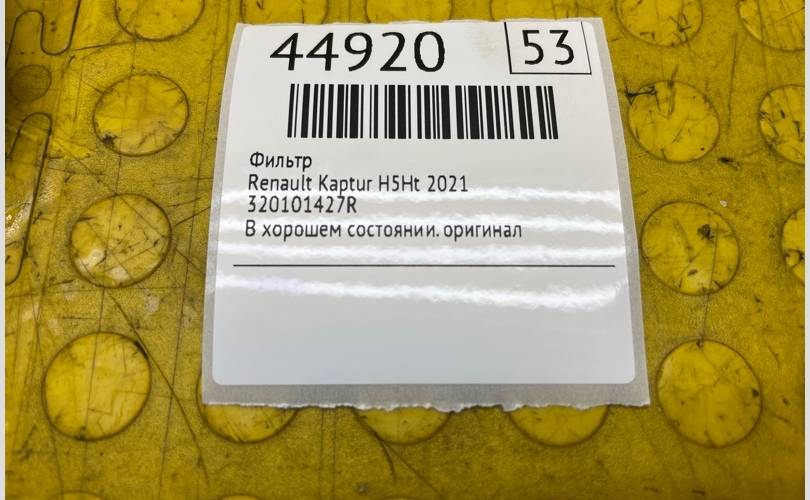 44920
53
Фильтр
Renault Kaptur H5Ht 2021
320101427R
В хорошем состоянии. оригинал